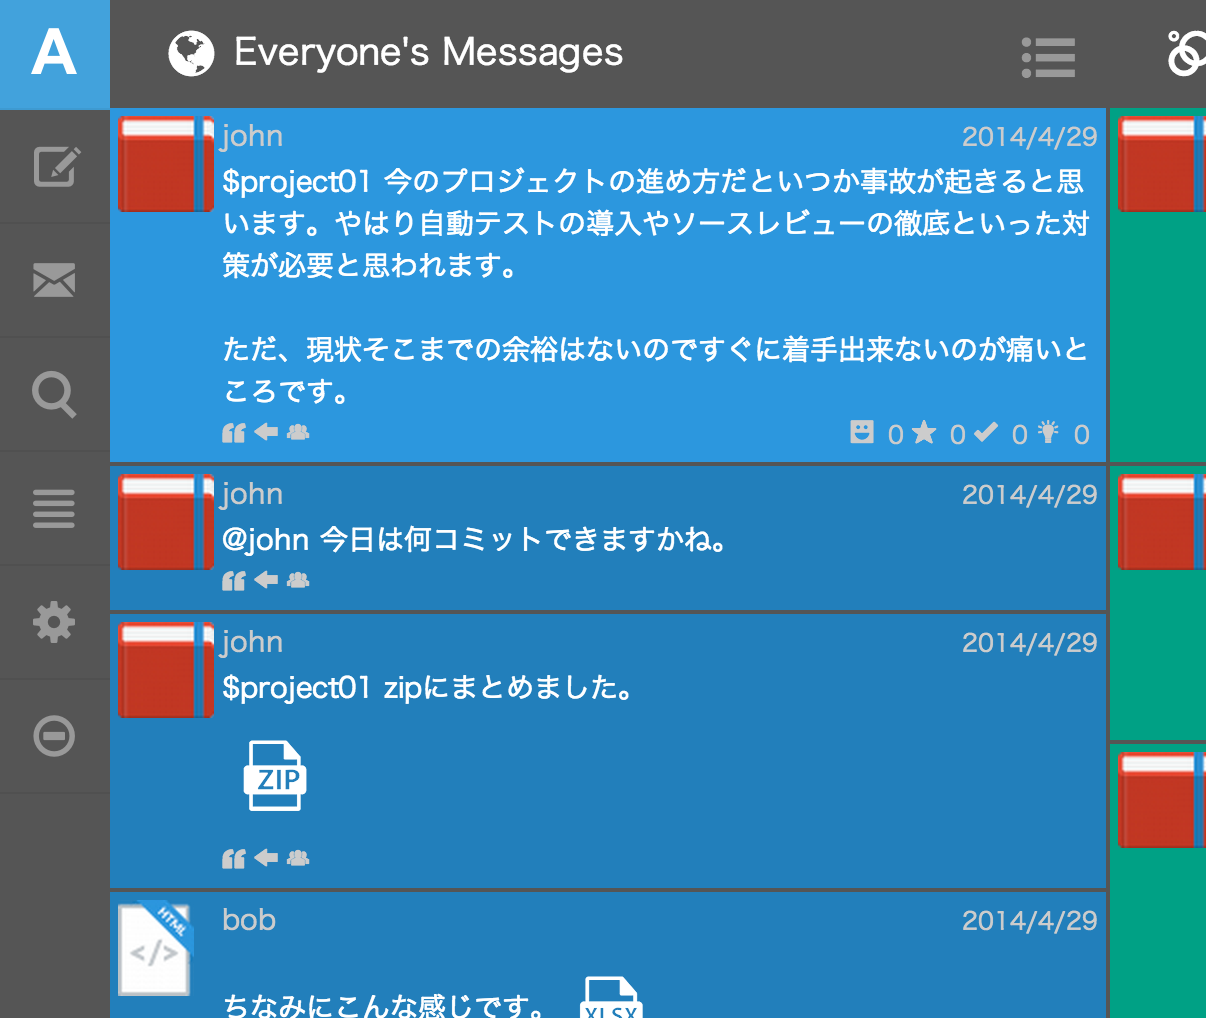 A
Everyone's Messages
john 2014/4/29
$project01 今のプロジェクトの進め方だといつか事故が起きると思
います。やはり自動テストの導入やソースレビューの徹底といった対
策が必要と思われます。
ただ、現状そこまでの余裕はないのですぐに着手出来ないのが痛いと
ころです。
0 0 0 0
john 2014/4/29
@john 今日は何コミットできますかね。
john 2014/4/29
$project01 zipにまとめました。
ZIP
HTML
</>
bob 2014/4/29
ちなみにこんな感じです。
XLSX